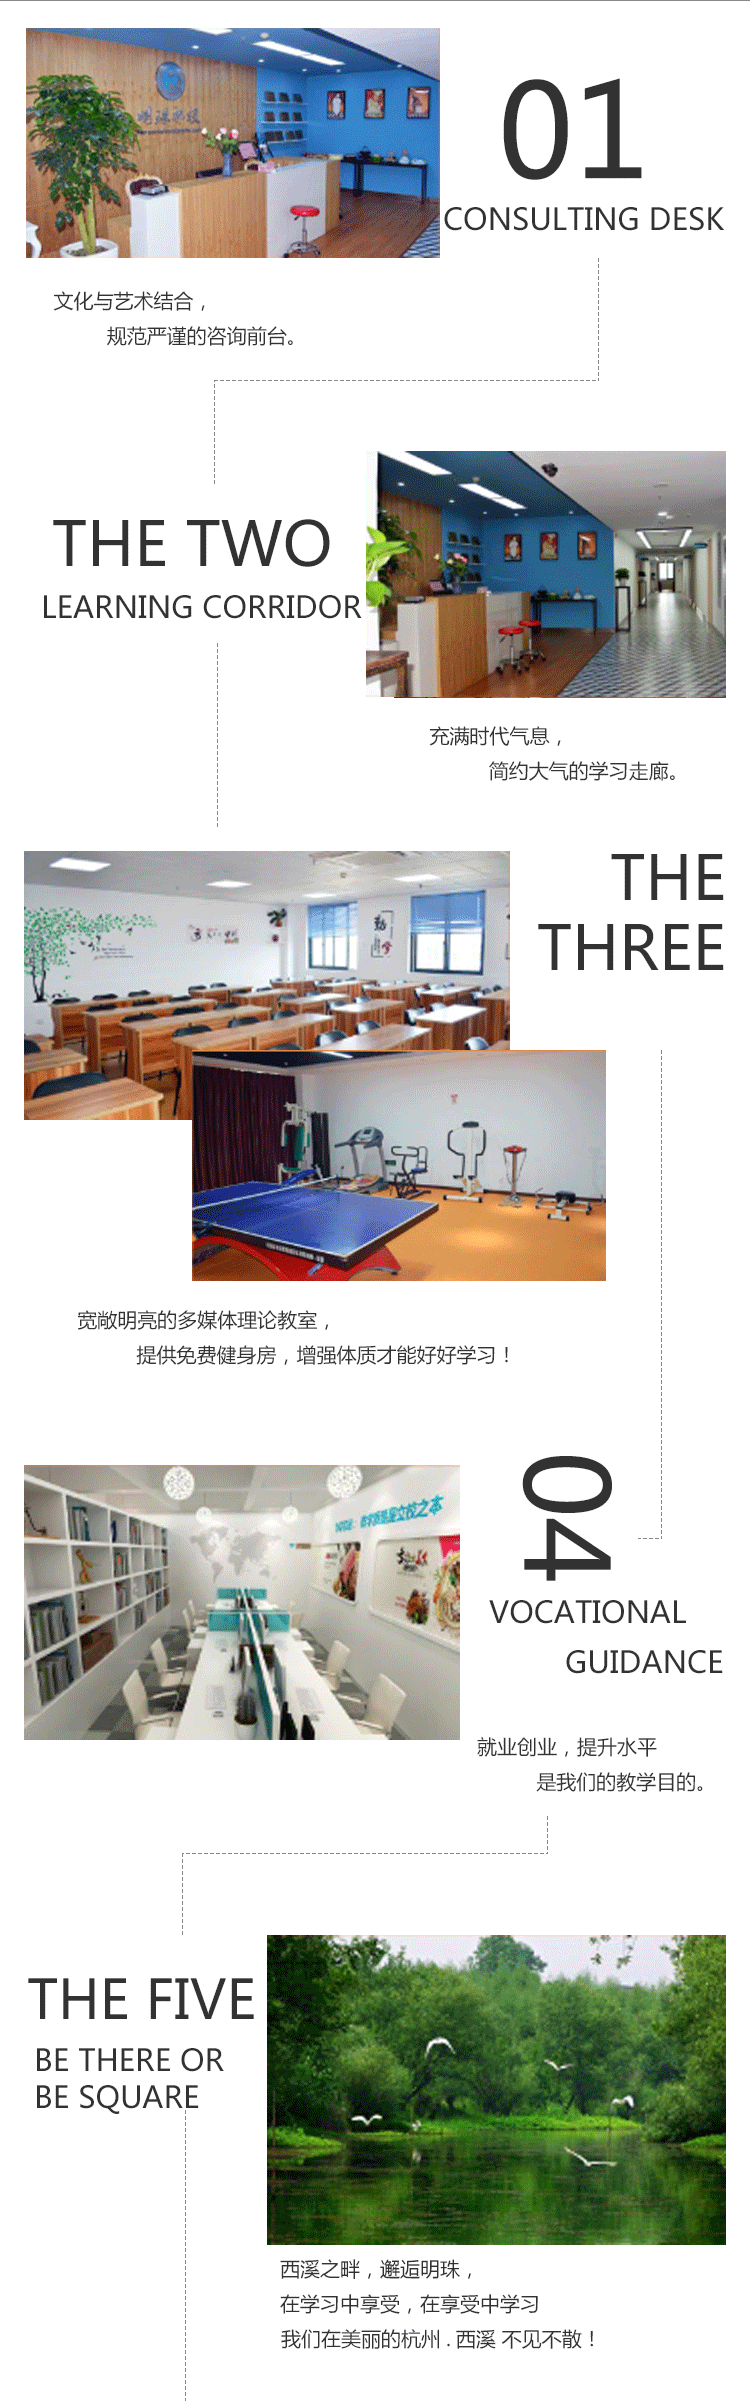 01
CONSULTING DESK
文化与艺术结合，
规范严谨的咨询前台。
THE TWO
LEARNING CORRIDOR
充满时代气息，
简约大气的学习走廊。
THE
THREE
宽敞明亮的多媒体理论教室，
提供免费健身房，增强体质才能好好学习！
04
VOCATIONAL
GUIDANCE
就业创业，提升水平
是我们的教学目的。
THE FIVE
BE THERE OR
BE SQUARE
西溪之畔，邂逅明珠，
在学习中享受，在享受中学习
我们在美丽的杭州 . 西溪 不见不散！